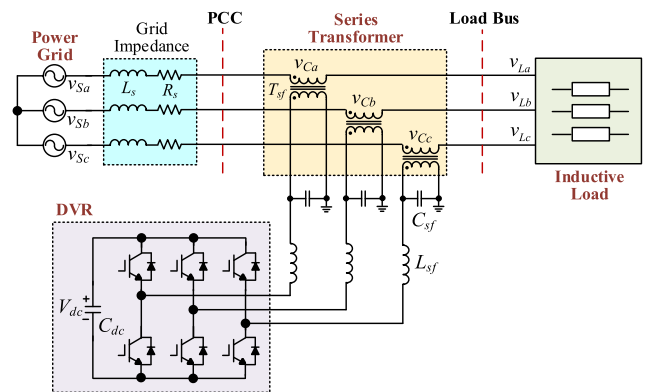 PCC
Series
Transformer
Load Bus
Grid
Impedance
Power
Grid
vSa
Ls
Rs
vSb
vSc
vCa
Tsf
vCb
vCc
vLa
vLb
vLc
Inductive
Load
Csf
Lsf
DVR
Vdc
+
−
Cdc